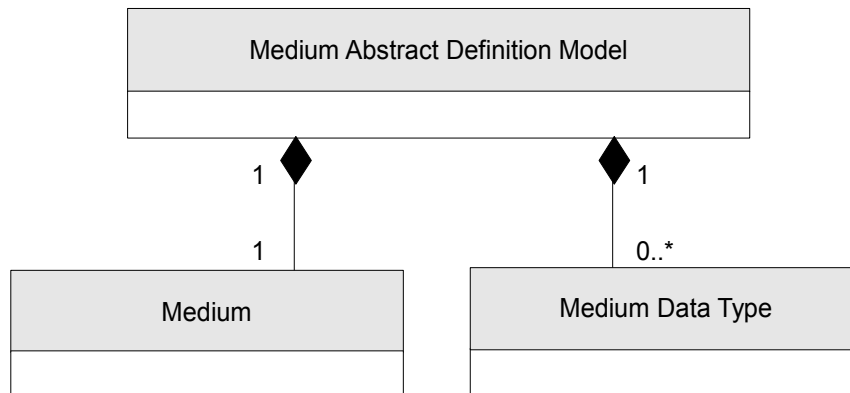 Medium Abstract Definition Model
1
1
1
0..*
Medium
Medium Data Type